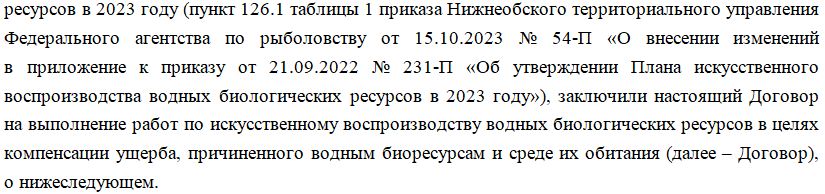 ресурсов в 2023 году (пункт 126.1 таблицы 1 приказа Нижнеобского территориального управления
Федерального агентства по рыболовству от 15.10.2023 № 54-П «О внесении изменений
в приложение к приказу от 21.09.2022 № 231-П «Об утверждении Плана искусственного
воспроизводства водных биологических ресурсов в 2023 году»), заключили настоящий Договор
на выполнение работ по искусственному воспроизводству водных биологических ресурсов в целях
компенсации ущерба, причиненного водным биоресурсам и среде их обитания (далее – Договор),
о нижеследующем.